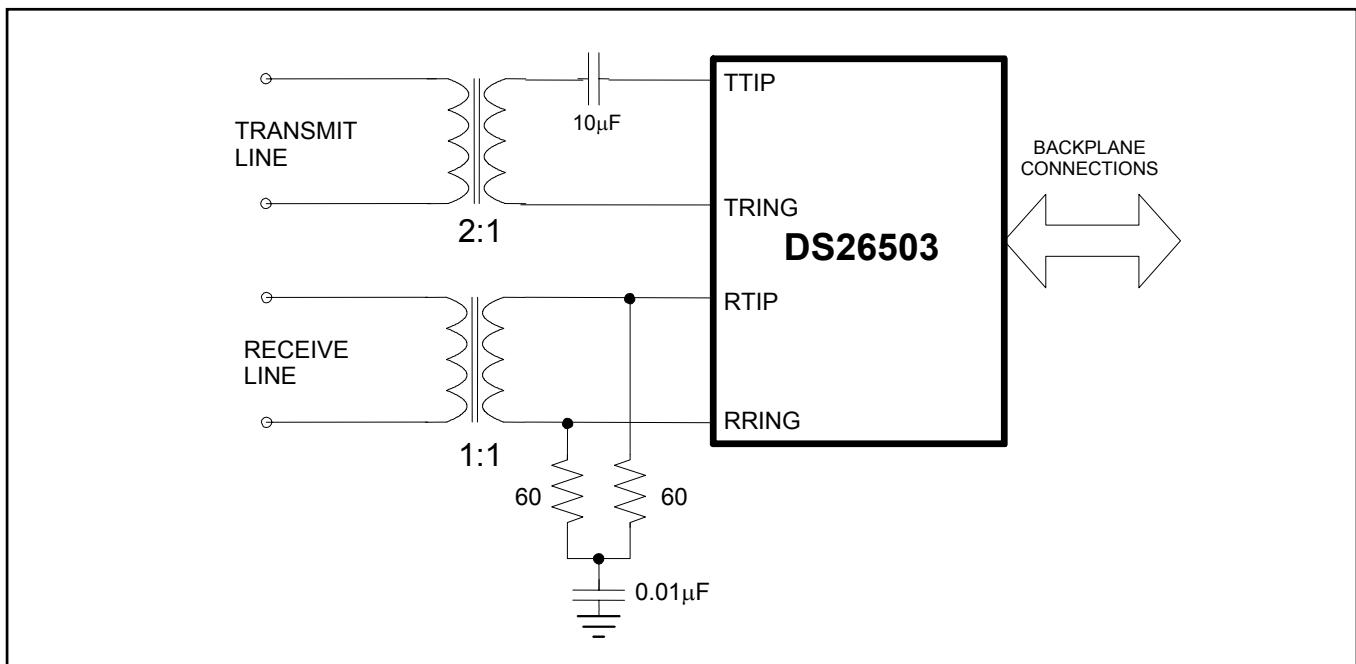 TTIP
10μF
TRANSMIT
LINE
BACKPLANE
CONNECTIONS
TRING
2:1
DS26503
RTIP
RECEIVE
LINE
RRING
1:1
60
60
0.01μF